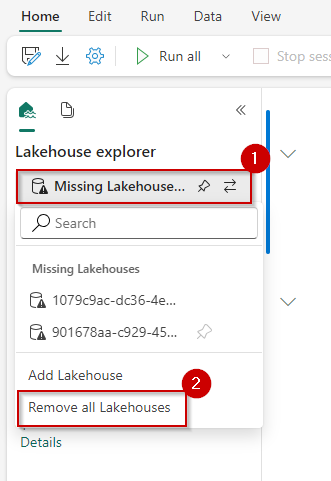 Home Edit Run Data View
Run all Stop ses
Lakehouse explorer
1
Missing Lakehouse...
Search
Missing Lakehouses
1079c9ac-dc36-4e...
901678aa-c929-45...
Add Lakehouse
2
Remove all Lakehouses
Details